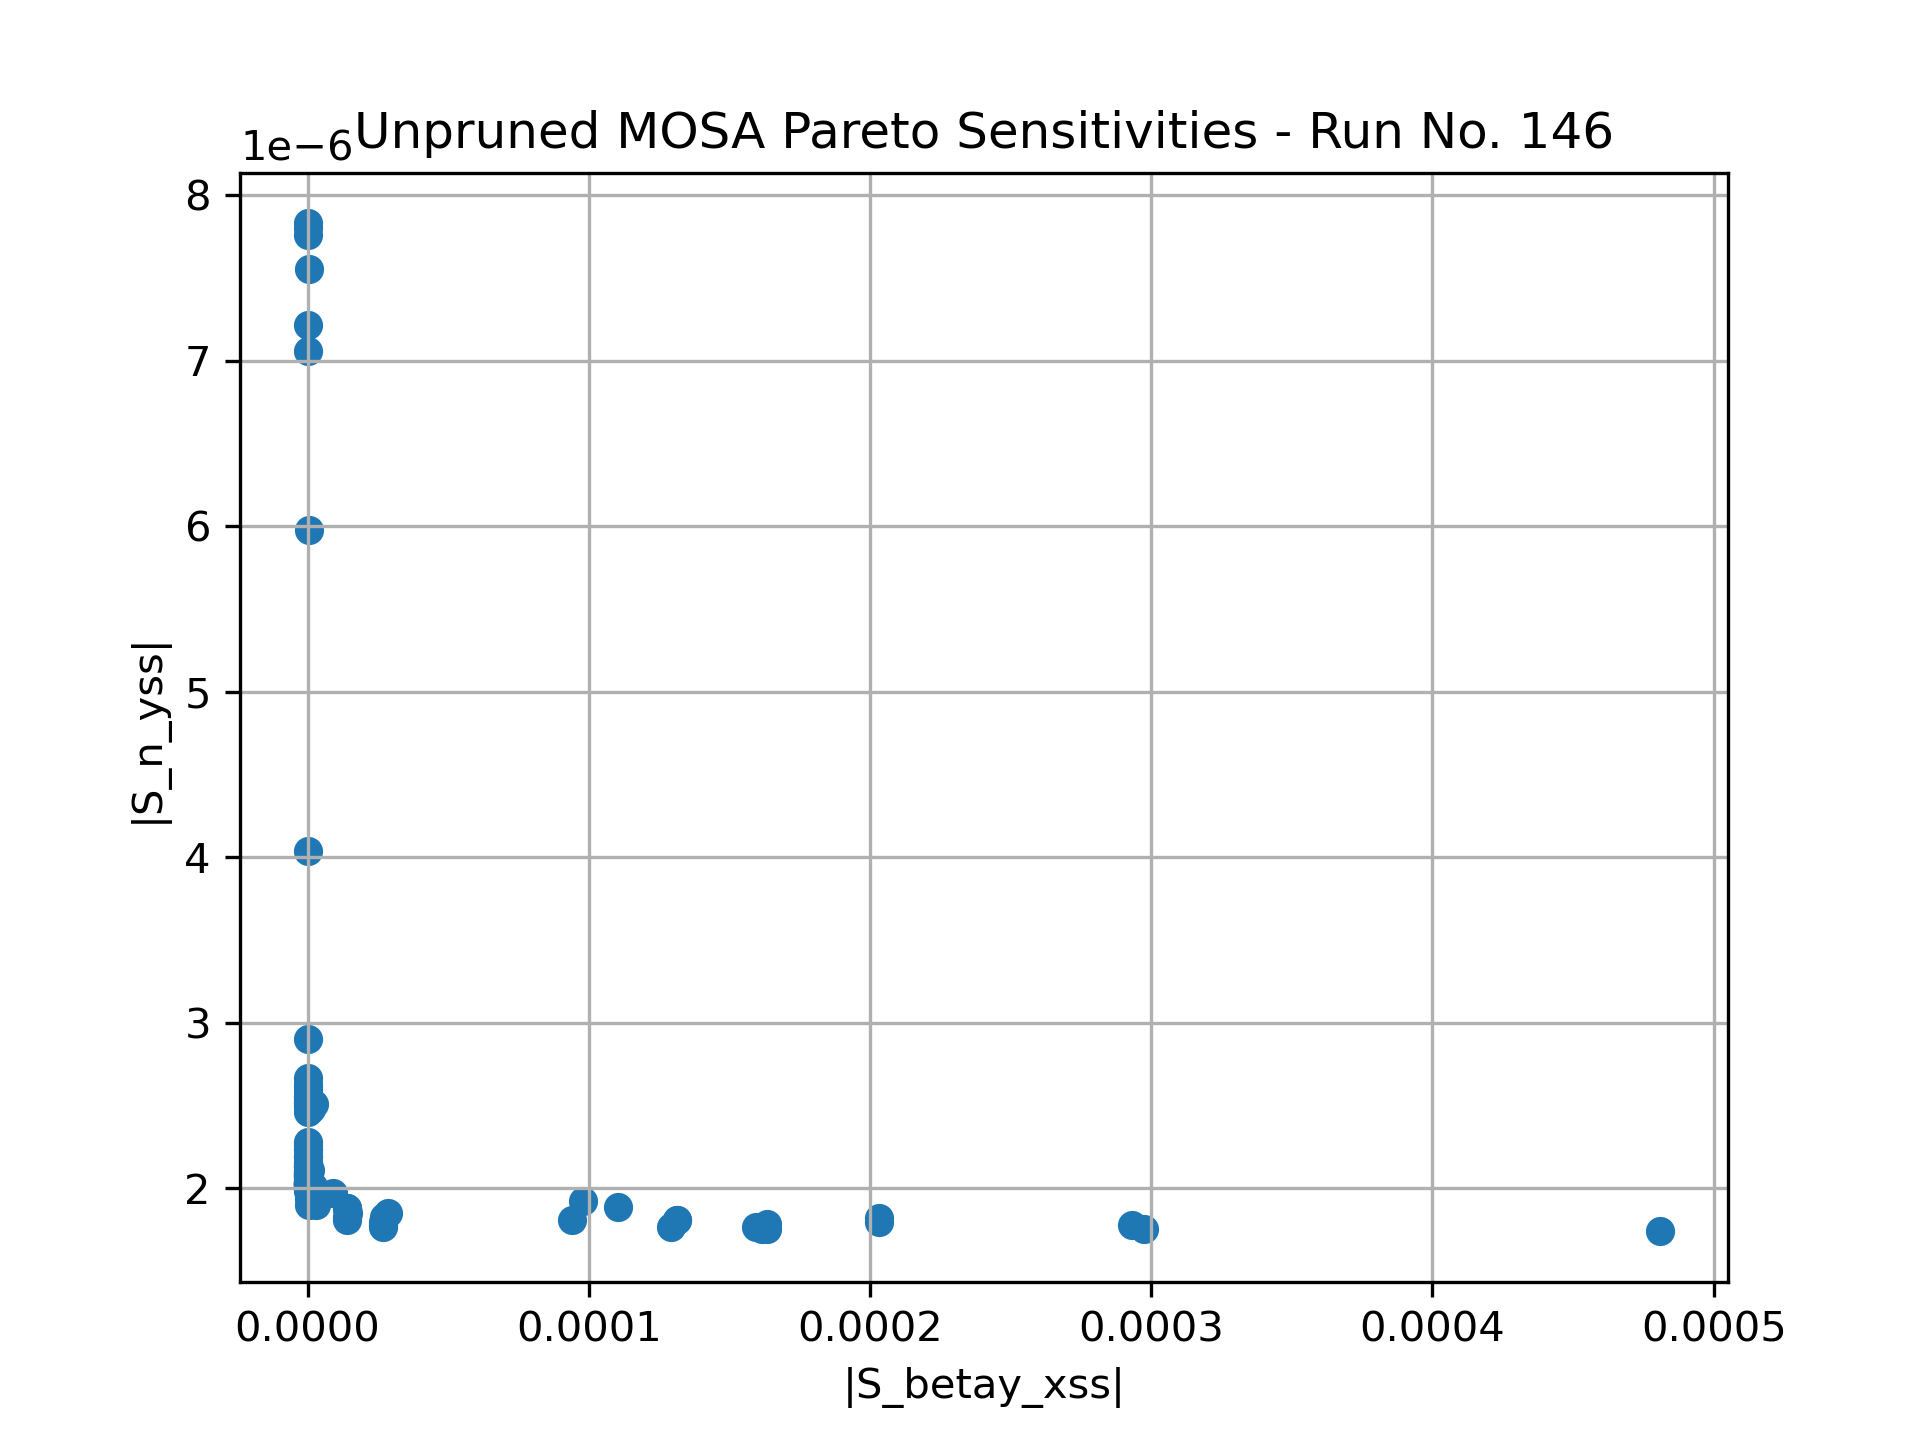 Unpruned MOSA Pareto Sensitivities - Run No. 146
1e−6
8
7
6
5
4
3
2
|S_n_yss|
0.0000 0.0001 0.0002 0.0003 0.0004 0.0005
|S_betay_xss|